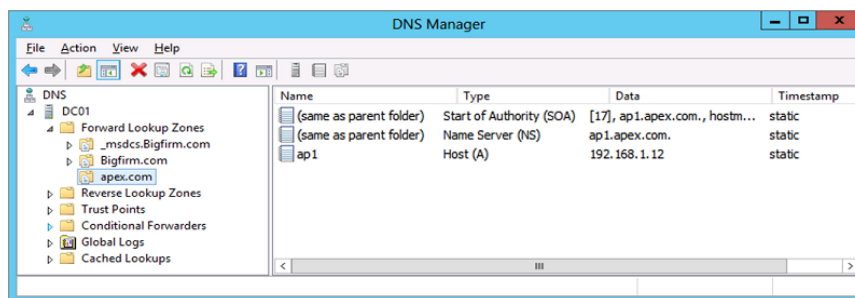 DNS Manager
File Action View Help
DNS
DC01
Forward Lookup Zones
_msdcs.Bigfirm.com
Bigfirm.com
apex.com
Reverse Lookup Zones
Trust Points
Conditional Forwarders
Global Logs
Cached Lookups
Name Type Data Timestamp
(same as parent folder) Start of Authority (SOA) [17], ap1.apex.com., hostm... static
(same as parent folder) Name Server (NS) ap1.apex.com. static
ap1 Host (A) 192.168.1.12 static